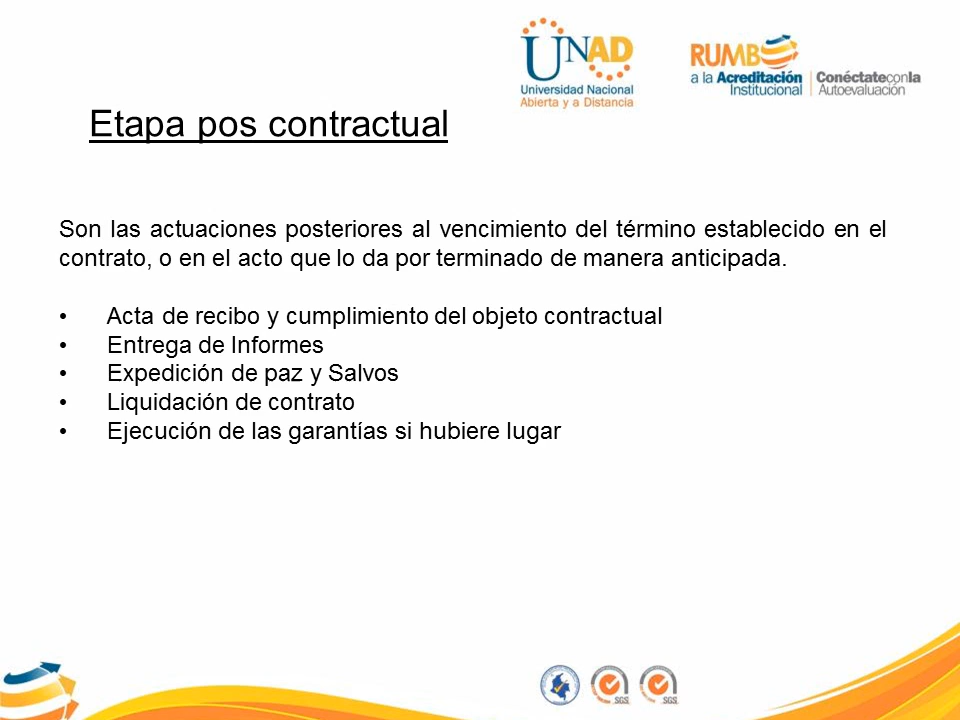 UNAD
Universidad Nacional
Abierta y a Distancia
RUMBO
a la Acreditación
Institucional
Conéctateconla
Autoevaluación
Etapa pos contractual
Son las actuaciones posteriores al vencimiento del término establecido en el
contrato, o en el acto que lo da por terminado de manera anticipada.
• Acta de recibo y cumplimiento del objeto contractual
• Entrega de Informes
• Expedición de paz y Salvos
• Liquidación de contrato
• Ejecución de las garantías si hubiere lugar
SGS
SGS